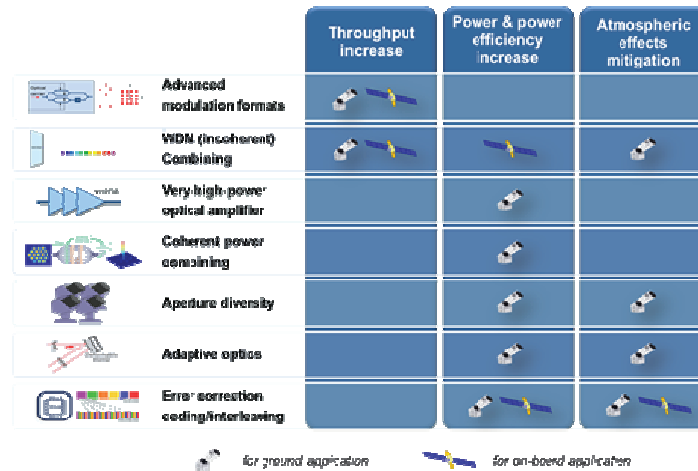 Throughput
increase
Power & power
efficiency
increase
Atmospheric
effects
mitigation
Advanced
modulation formats
WDM (incoherent)
Combining
Very-high-power
optical amplifier
Coherent power
combining
Aperture diversity
Adaptive optics
Error correction
coding/interleaving
for ground application
for on-board application